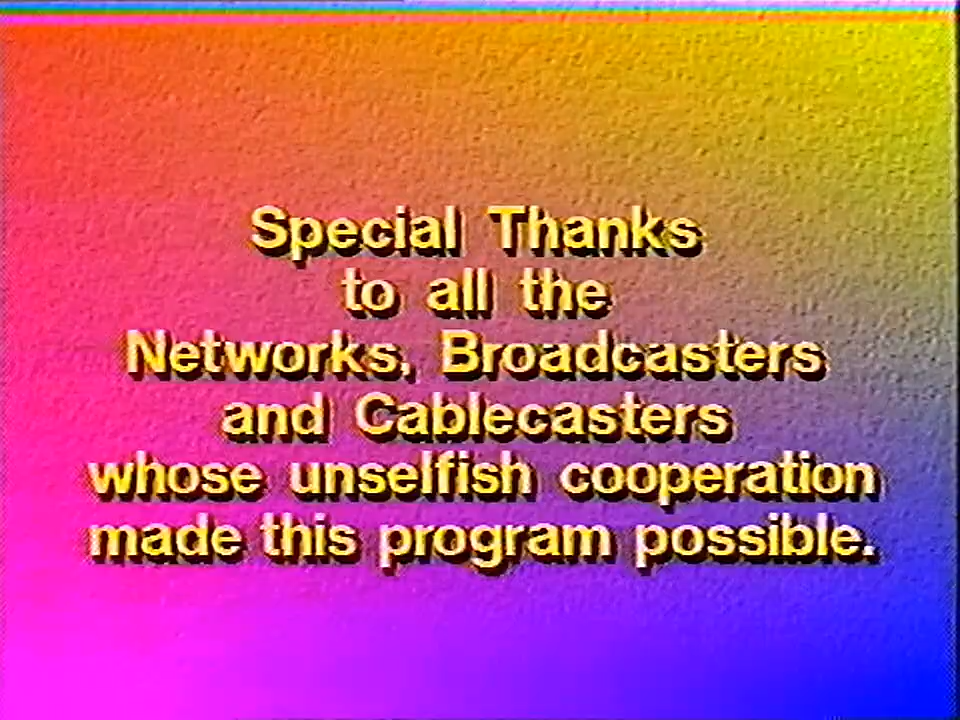 Special Thanks
to all the
Networks, Broadcasters
and Cablecasters
whose unselfish cooperation
made this program possible.